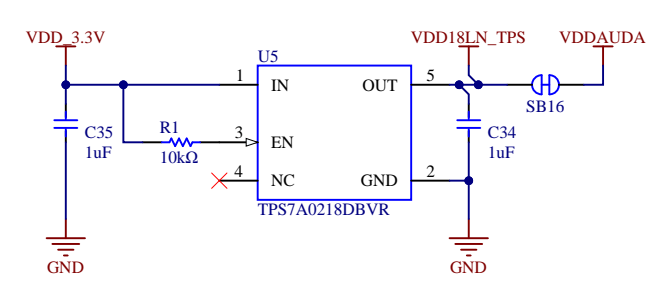 VDD_3.3V
VDD18LN_TPS
VDDAUDA
U5
1
IN
OUT
5
SB16
C35
1uF
R1
10kΩ
3
EN
C34
1uF
4
NC
GND
2
TPS7A0218DBVR
GND
GND